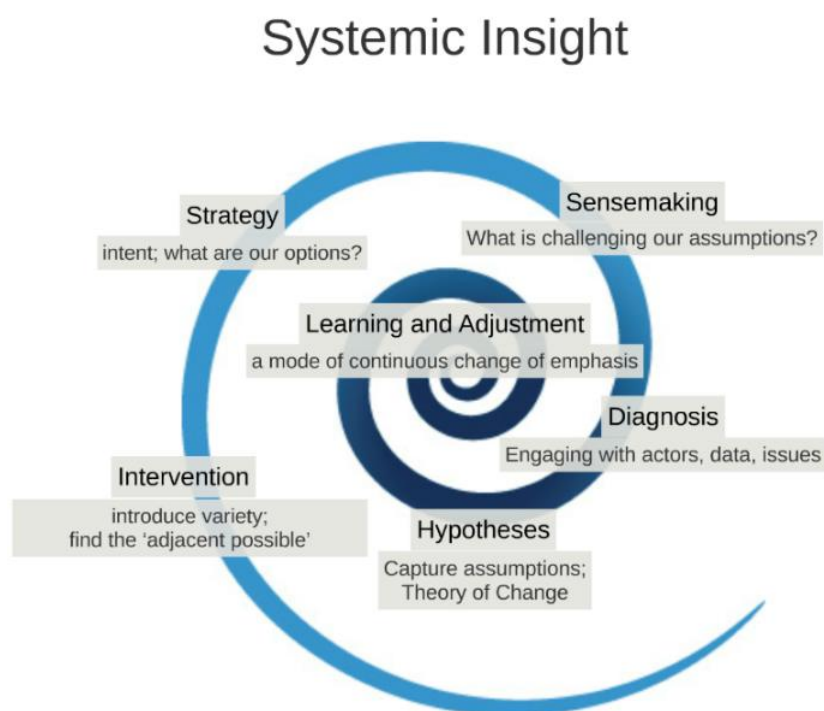 Systemic Insight
Strategy
intent; what are our options?
Sensemaking
What is challenging our assumptions?
Learning and Adjustment
a mode of continuous change of emphasis
Diagnosis
Engaging with actors, data, issues
Intervention
introduce variety;
find the ‘adjacent possible’
Hypotheses
Capture assumptions;
Theory of Change